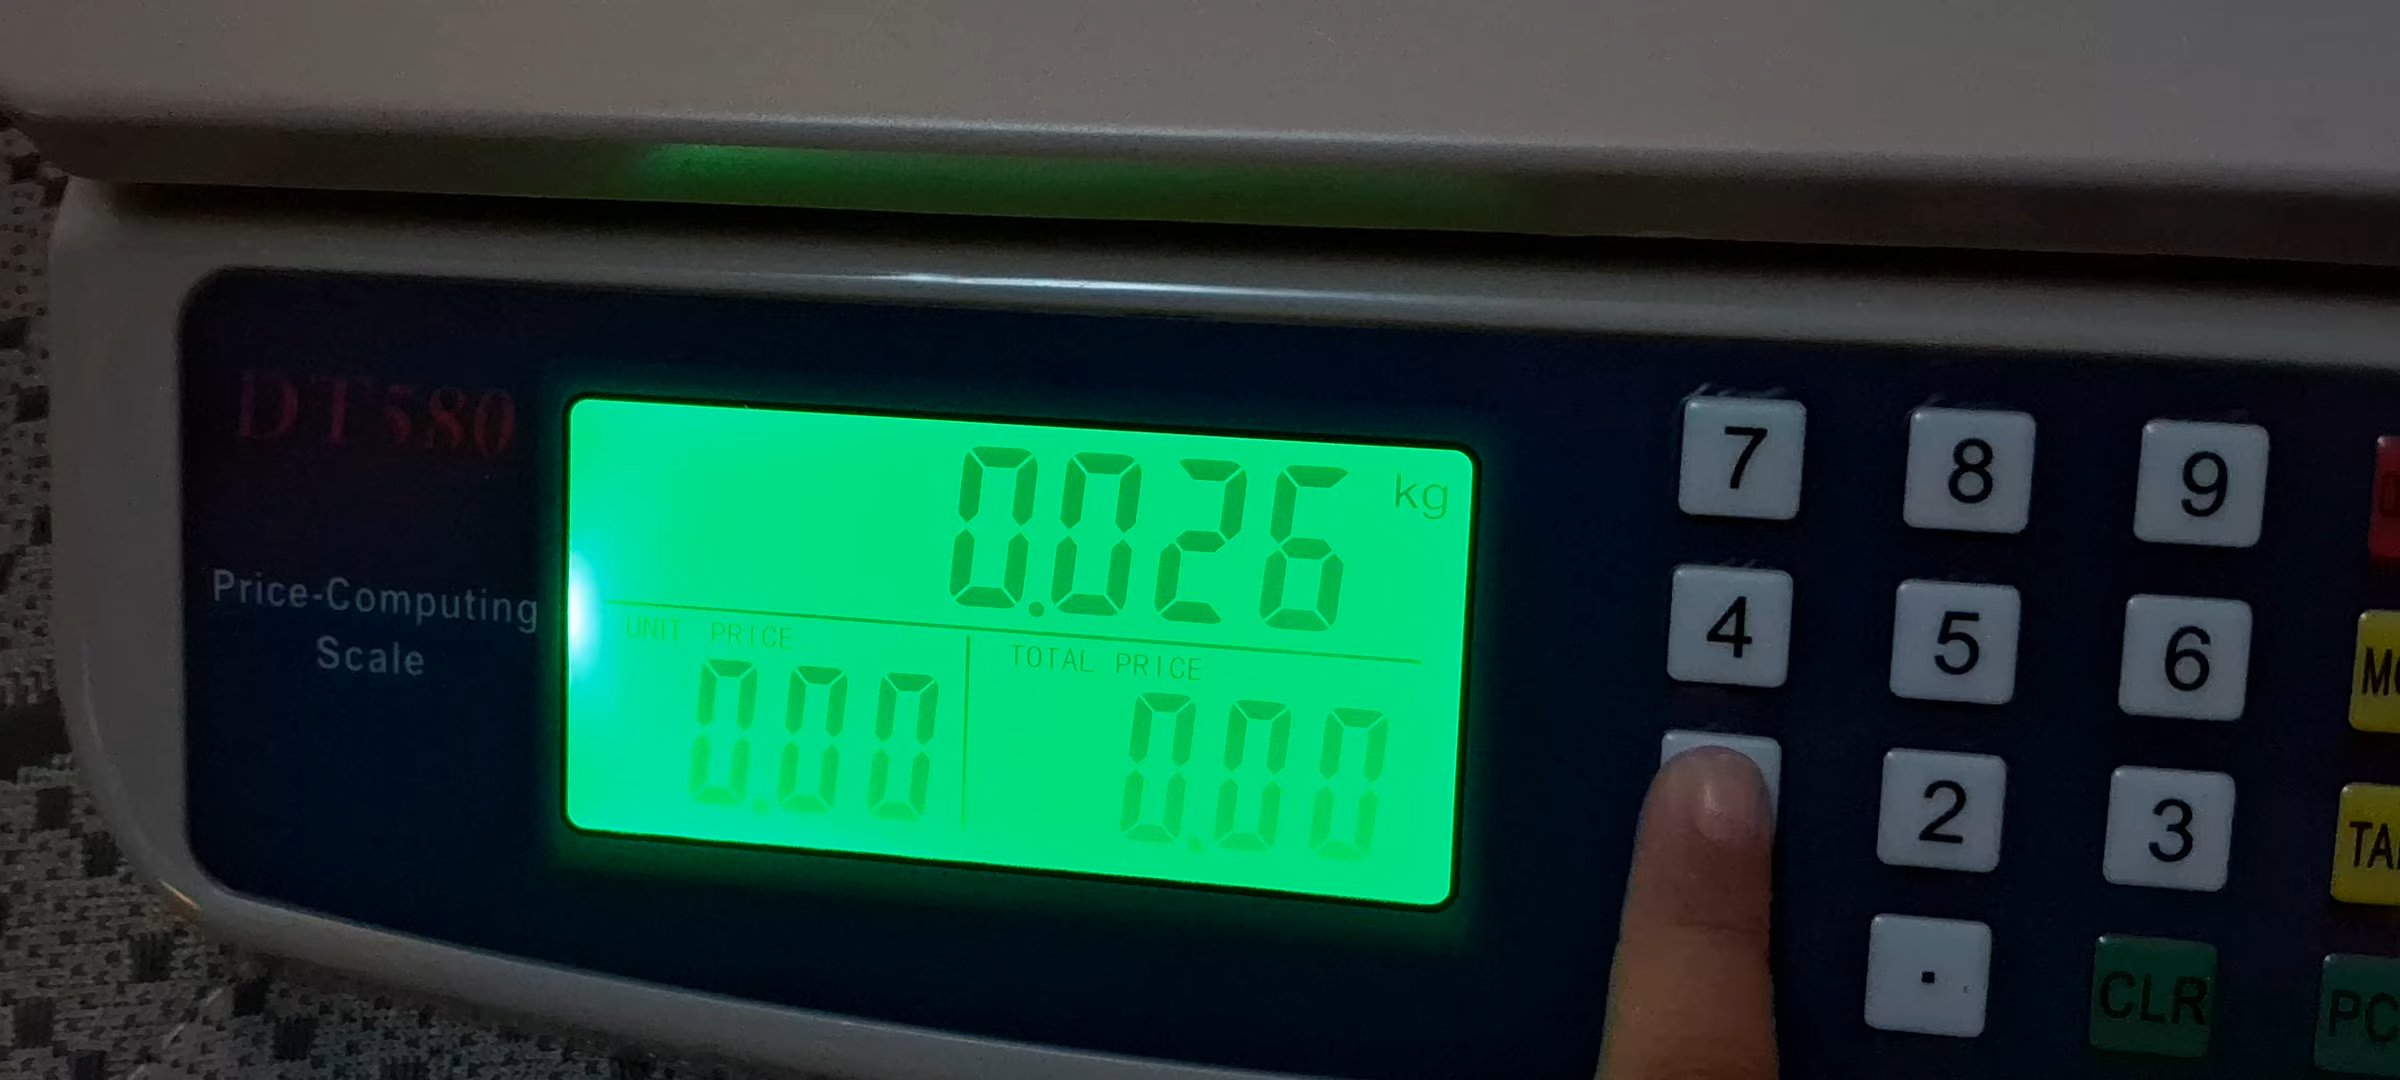 DT580
Price-Computing
Scale
0.026 kg
UNIT PRICE
0.00
TOTAL PRICE
0.00
7 8 9
4 5 6
2 3
. CLR